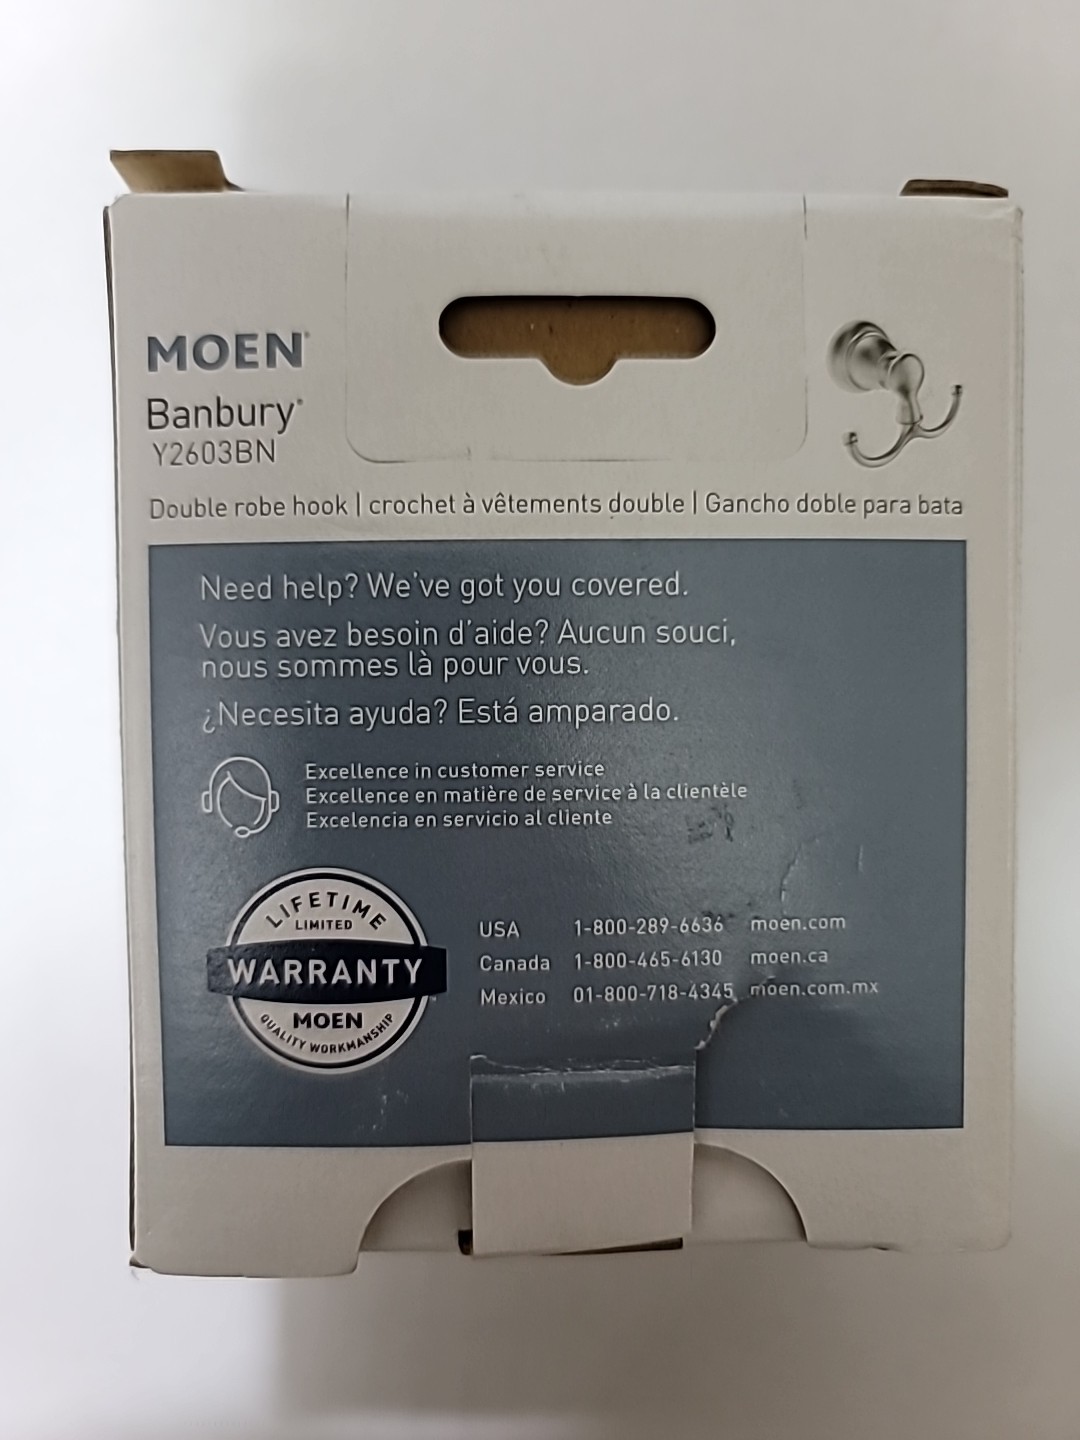 MOEN®
Banbury®
Y2603BN
Double robe hook | crochet à vêtements double | Gancho doble para bata
Need help? We've got you covered.
Vous avez besoin d'aide? Aucun souci,
nous sommes là pour vous.
¿Necesita ayuda? Está amparado.
Excellence in customer service
Excellence en matière de service à la clientèle
Excelencia en servicio al cliente
LIFETIME
LIMITED
WARRANTY
MOEN
QUALITY WORKMANSHIP
USA 1-800-289-6636 moen.com
Canada 1-800-465-6130 moen.ca
Mexico 01-800-718-4345 moen.com.mx